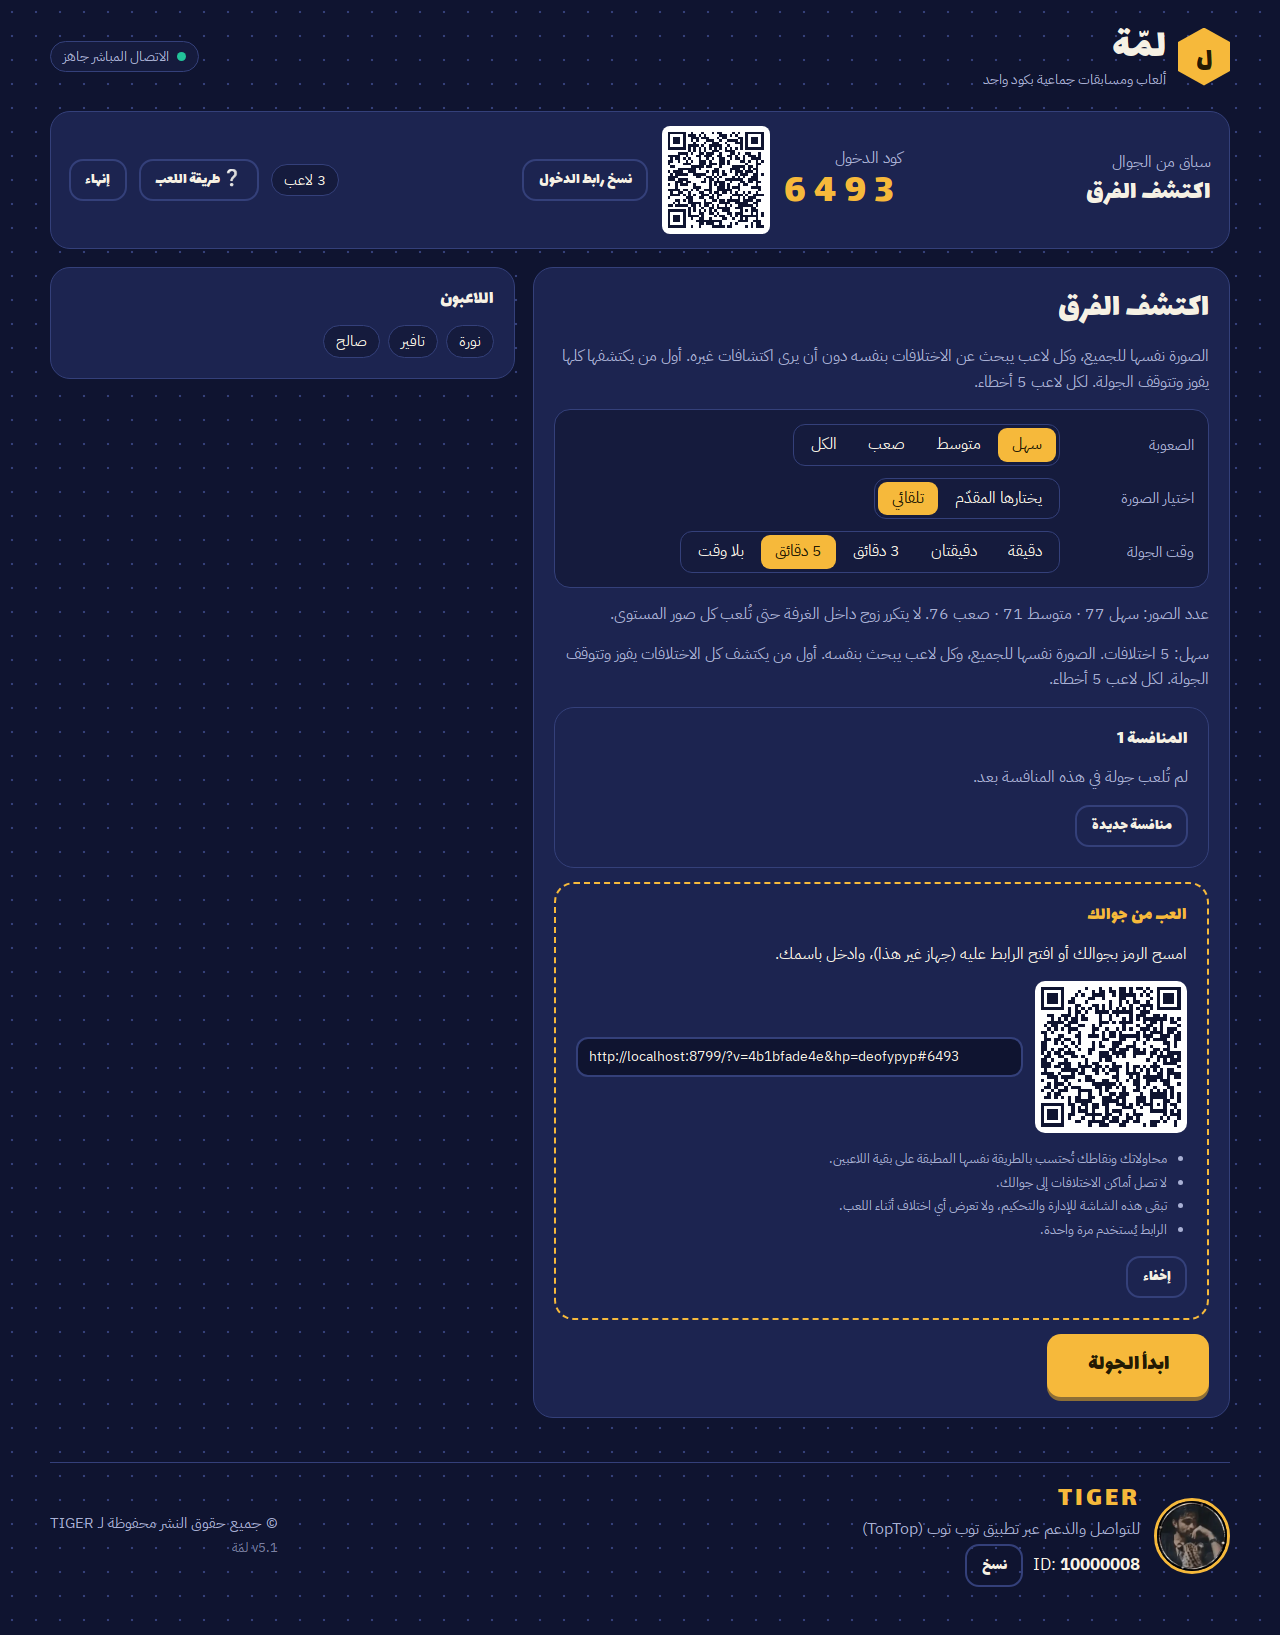 ل
لمّة
ألعاب ومسابقات جماعية بكود واحد
الاتصال المباشر جاهز
سباق من الجوال
اكتشف الفرق
كود الدخول
6493
نسخ رابط الدخول
3 لاعب
❔ طريقة اللعب
إنهاء
اكتشف الفرق
الصورة نفسها للجميع، وكل لاعب يبحث عن الاختلافات بنفسه دون أن يرى اكتشافات غيره. أول من يكتشفها كلها
يفوز وتتوقف الجولة. لكل لاعب 5 أخطاء.
الصعوبة
سهل متوسط صعب الكل
اختيار الصورة
يختارها المقدّم تلقائي
وقت الجولة
دقيقة دقيقتان 3 دقائق 5 دقائق بلا وقت
عدد الصور: سهل 77 · متوسط 71 · صعب 76. لا يتكرر زوج داخل الغرفة حتى تُلعب كل صور المستوى.
سهل: 5 اختلافات. الصورة نفسها للجميع، وكل لاعب يبحث بنفسه. أول من يكتشف كل الاختلافات يفوز وتتوقف
الجولة. لكل لاعب 5 أخطاء.
المنافسة 1
لم تُلعب جولة في هذه المنافسة بعد.
منافسة جديدة
العب من جوالك
امسح الرمز بجوالك أو افتح الرابط عليه (جهاز غير هذا)، وادخل باسمك.
http://localhost:8799/?v=4b1bfade4e&hp=deofypyp#6493
محاولاتك ونقاطك تُحتسب بالطريقة نفسها المطبقة على بقية اللاعبين.
لا تصل أماكن الاختلافات إلى جوالك.
تبقى هذه الشاشة للإدارة والتحكيم، ولا تعرض أي اختلاف أثناء اللعب.
الرابط يُستخدم مرة واحدة.
إخفاء
ابدأ الجولة
اللاعبون
نورة تافير صالح
TIGER
للتواصل والدعم عبر تطبيق توب توب (TopTop)
ID: 10000008 نسخ
© جميع حقوق النشر محفوظة لـ TIGER
لمّة v5.1